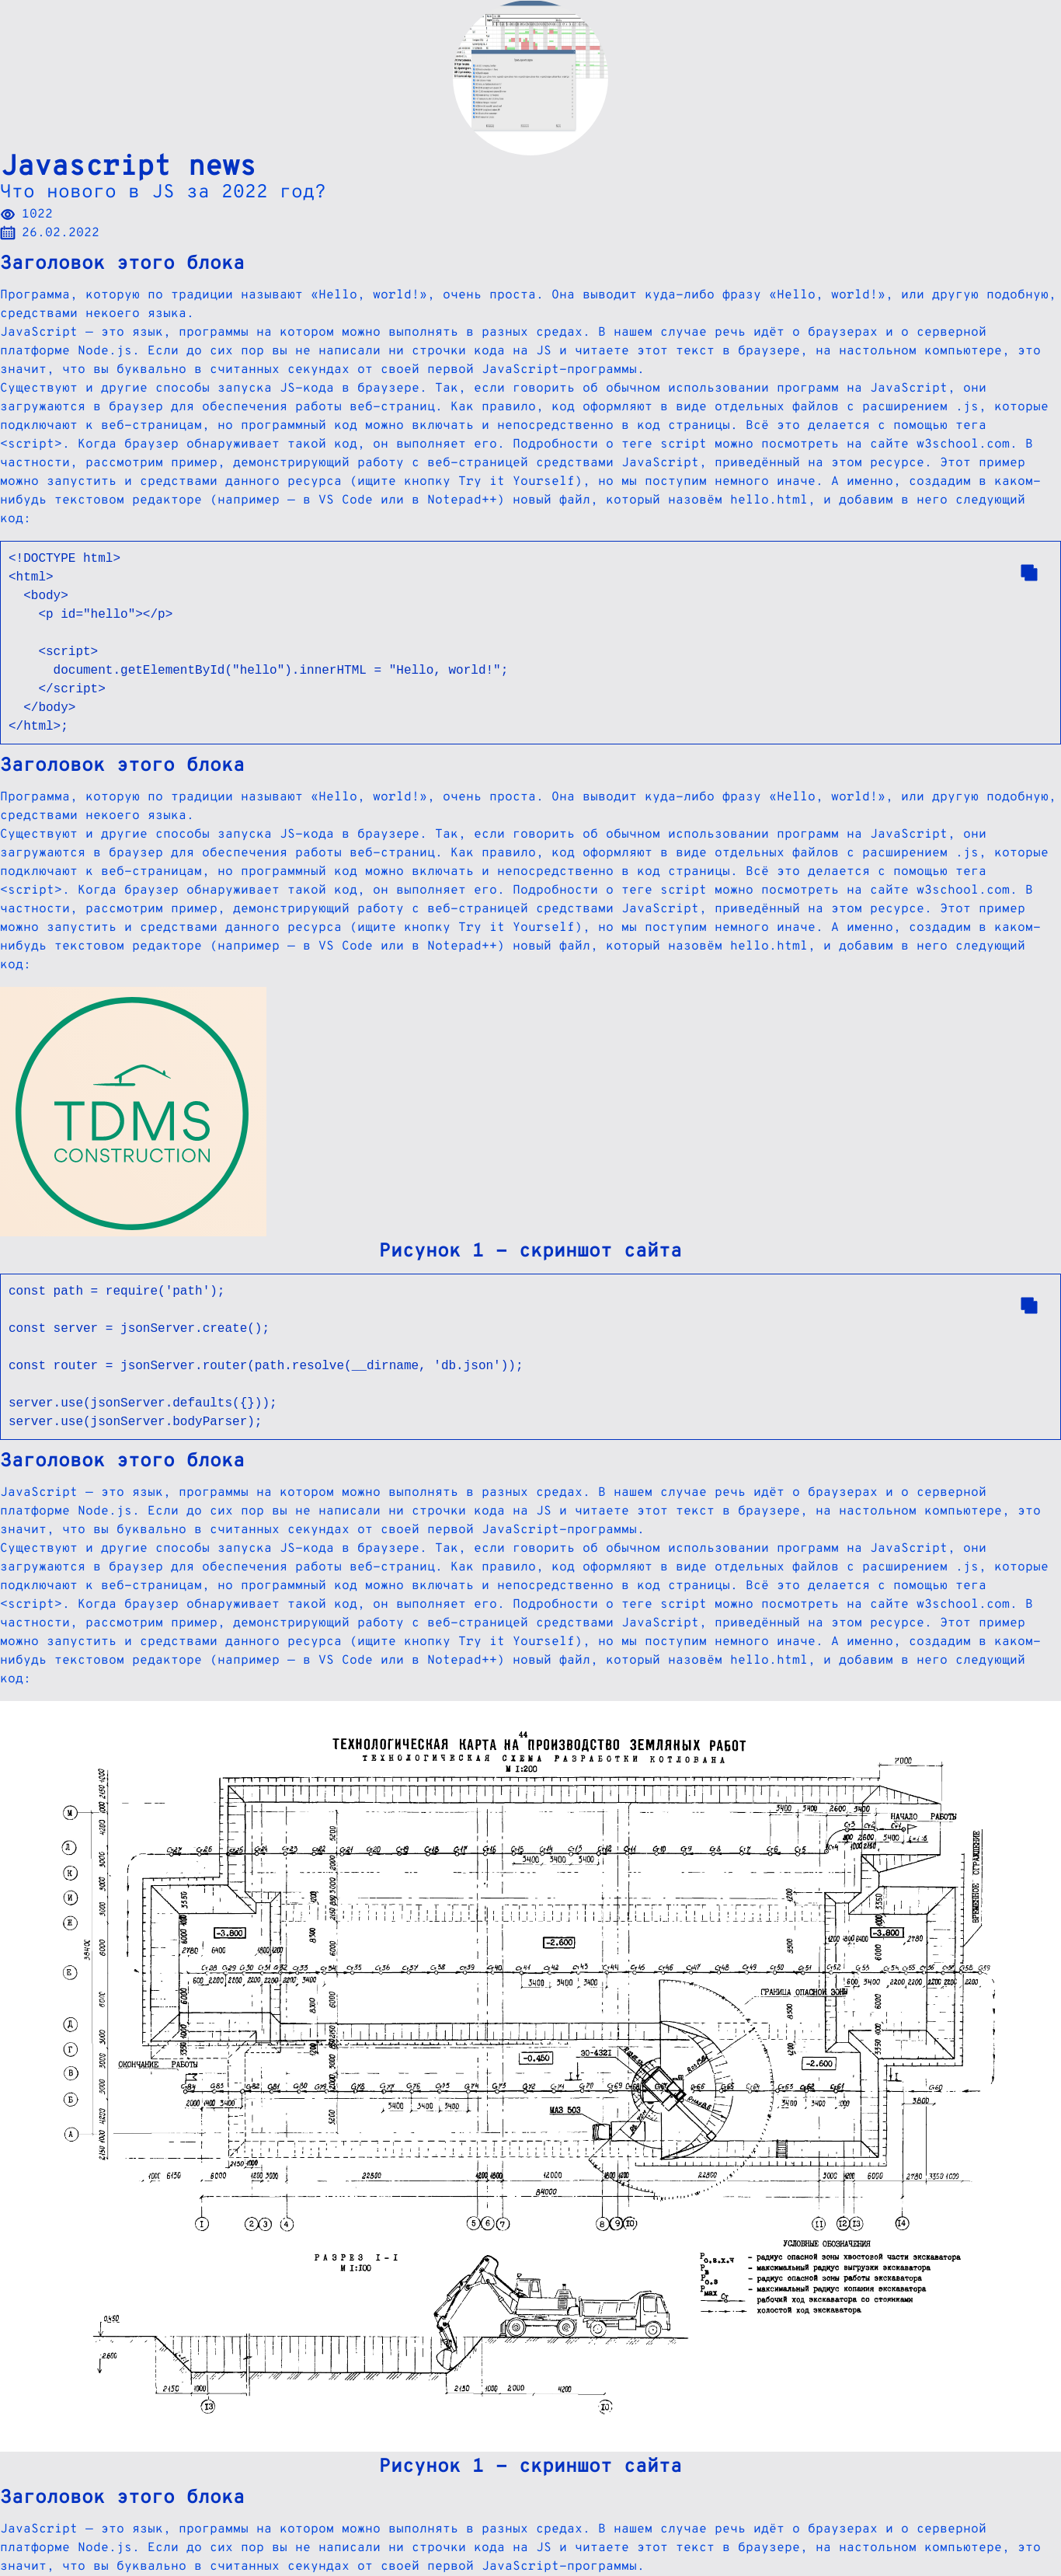 Javascript news
Что нового в JS за 2022 год?
1022
26.02.2022
Заголовок этого блока
Программа, которую по традиции называют «Hello, world!», очень проста. Она выводит куда-либо фразу «Hello, world!», или другую подобную,
средствами некоего языка.
JavaScript — это язык, программы на котором можно выполнять в разных средах. В нашем случае речь идёт о браузерах и о серверной
платформе Node.js. Если до сих пор вы не написали ни строчки кода на JS и читаете этот текст в браузере, на настольном компьютере, это
значит, что вы буквально в считанных секундах от своей первой JavaScript-программы.
Существуют и другие способы запуска JS-кода в браузере. Так, если говорить об обычном использовании программ на JavaScript, они
загружаются в браузер для обеспечения работы веб-страниц. Как правило, код оформляют в виде отдельных файлов с расширением .js, которые
подключают к веб-страницам, но программный код можно включать и непосредственно в код страницы. Всё это делается с помощью тега
<script>. Когда браузер обнаруживает такой код, он выполняет его. Подробности о теге script можно посмотреть на сайте w3school.com. В
частности, рассмотрим пример, демонстрирующий работу с веб-страницей средствами JavaScript, приведённый на этом ресурсе. Этот пример
можно запустить и средствами данного ресурса (ищите кнопку Try it Yourself), но мы поступим немного иначе. А именно, создадим в каком-
нибудь текстовом редакторе (например — в VS Code или в Notepad++) новый файл, который назовём hello.html, и добавим в него следующий
код:
<!DOCTYPE html>
<html>
<body>
<p id="hello"></p>
<script>
document.getElementById("hello").innerHTML = "Hello, world!";
</script>
</body>
</html>;
Заголовок этого блока
Программа, которую по традиции называют «Hello, world!», очень проста. Она выводит куда-либо фразу «Hello, world!», или другую подобную,
средствами некоего языка.
Существуют и другие способы запуска JS-кода в браузере. Так, если говорить об обычном использовании программ на JavaScript, они
загружаются в браузер для обеспечения работы веб-страниц. Как правило, код оформляют в виде отдельных файлов с расширением .js, которые
подключают к веб-страницам, но программный код можно включать и непосредственно в код страницы. Всё это делается с помощью тега
<script>. Когда браузер обнаруживает такой код, он выполняет его. Подробности о теге script можно посмотреть на сайте w3school.com. В
частности, рассмотрим пример, демонстрирующий работу с веб-страницей средствами JavaScript, приведённый на этом ресурсе. Этот пример
можно запустить и средствами данного ресурса (ищите кнопку Try it Yourself), но мы поступим немного иначе. А именно, создадим в каком-
нибудь текстовом редакторе (например — в VS Code или в Notepad++) новый файл, который назовём hello.html, и добавим в него следующий
код:
TDMS
CONSTRUCTION
Рисунок 1 - скриншот сайта
const path = require('path');
const server = jsonServer.create();
const router = jsonServer.router(path.resolve(__dirname, 'db.json'));
server.use(jsonServer.defaults({}));
server.use(jsonServer.bodyParser);
Заголовок этого блока
JavaScript — это язык, программы на котором можно выполнять в разных средах. В нашем случае речь идёт о браузерах и о серверной
платформе Node.js. Если до сих пор вы не написали ни строчки кода на JS и читаете этот текст в браузере, на настольном компьютере, это
значит, что вы буквально в считанных секундах от своей первой JavaScript-программы.
Существуют и другие способы запуска JS-кода в браузере. Так, если говорить об обычном использовании программ на JavaScript, они
загружаются в браузер для обеспечения работы веб-страниц. Как правило, код оформляют в виде отдельных файлов с расширением .js, которые
подключают к веб-страницам, но программный код можно включать и непосредственно в код страницы. Всё это делается с помощью тега
<script>. Когда браузер обнаруживает такой код, он выполняет его. Подробности о теге script можно посмотреть на сайте w3school.com. В
частности, рассмотрим пример, демонстрирующий работу с веб-страницей средствами JavaScript, приведённый на этом ресурсе. Этот пример
можно запустить и средствами данного ресурса (ищите кнопку Try it Yourself), но мы поступим немного иначе. А именно, создадим в каком-
нибудь текстовом редакторе (например — в VS Code или в Notepad++) новый файл, который назовём hello.html, и добавим в него следующий
код:
44
ТЕХНОЛОГИЧЕСКАЯ КАРТА НА ПРОИЗВОДСТВО ЗЕМЛЯНЫХ РАБОТ
ТЕХНОЛОГИЧЕСКАЯ СХЕМА РАЗРАБОТКИ КОТЛОВАНА
М 1:200
7000
НАЧАЛО РАБОТЫ
ВРЕМЕННОЕ ОГРАЖДЕНИЕ
-3.800
-2.600
-3.800
ГРАНИЦА ОПАСНОЙ ЗОНЫ
ОКОНЧАНИЕ РАБОТЫ
-0.450
ЭО-4321
-2.600
МАЗ 503
84000
РАЗРЕЗ I-I
М 1:100
УСЛОВНЫЕ ОБОЗНАЧЕНИЯ
Rо.з.х.ч - радиус опасной зоны хвостовой части экскаватора
Rв - максимальный радиус выгрузки экскаватора
Rо.з - радиус опасной зоны работы экскаватора
Rмах - максимальный радиус копания экскаватора
Ст рабочий ход экскаватора со стоянками
холостой ход экскаватора
Рисунок 1 - скриншот сайта
Заголовок этого блока
JavaScript — это язык, программы на котором можно выполнять в разных средах. В нашем случае речь идёт о браузерах и о серверной
платформе Node.js. Если до сих пор вы не написали ни строчки кода на JS и читаете этот текст в браузере, на настольном компьютере, это
значит, что вы буквально в считанных секундах от своей первой JavaScript-программы.